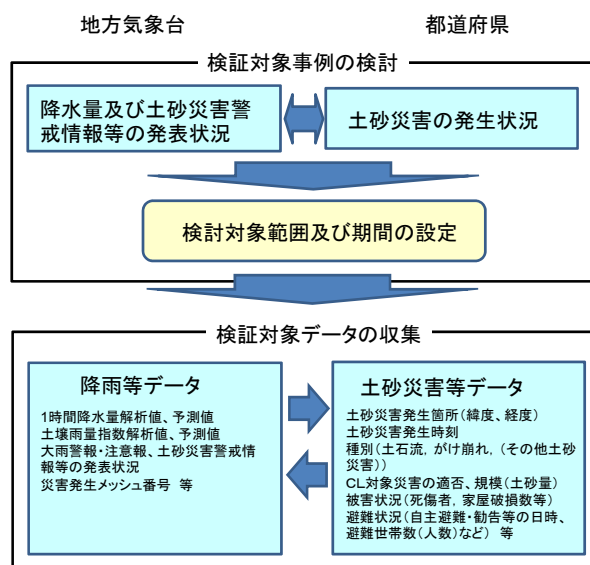 地方気象台
都道府県
検証対象事例の検討
降水量及び土砂災害警
戒情報等の発表状況
土砂災害の発生状況
検討対象範囲及び期間の設定
検証対象データの収集
降雨等データ
1時間降水量解析値、予測値
土壌雨量指数解析値、予測値
大雨警報・注意報、土砂災害警戒情
報等の発表状況
災害発生メッシュ番号 等
土砂災害等データ
土砂災害発生箇所（緯度、経度）
土砂災害発生時刻
種別（土石流，がけ崩れ，（その他土砂
災害））
ＣＬ対象災害の適否、規模（土砂量）
被害状況（死傷者，家屋破損数等）
避難状況（自主避難・勧告等の日時、
避難世帯数（人数）など） 等